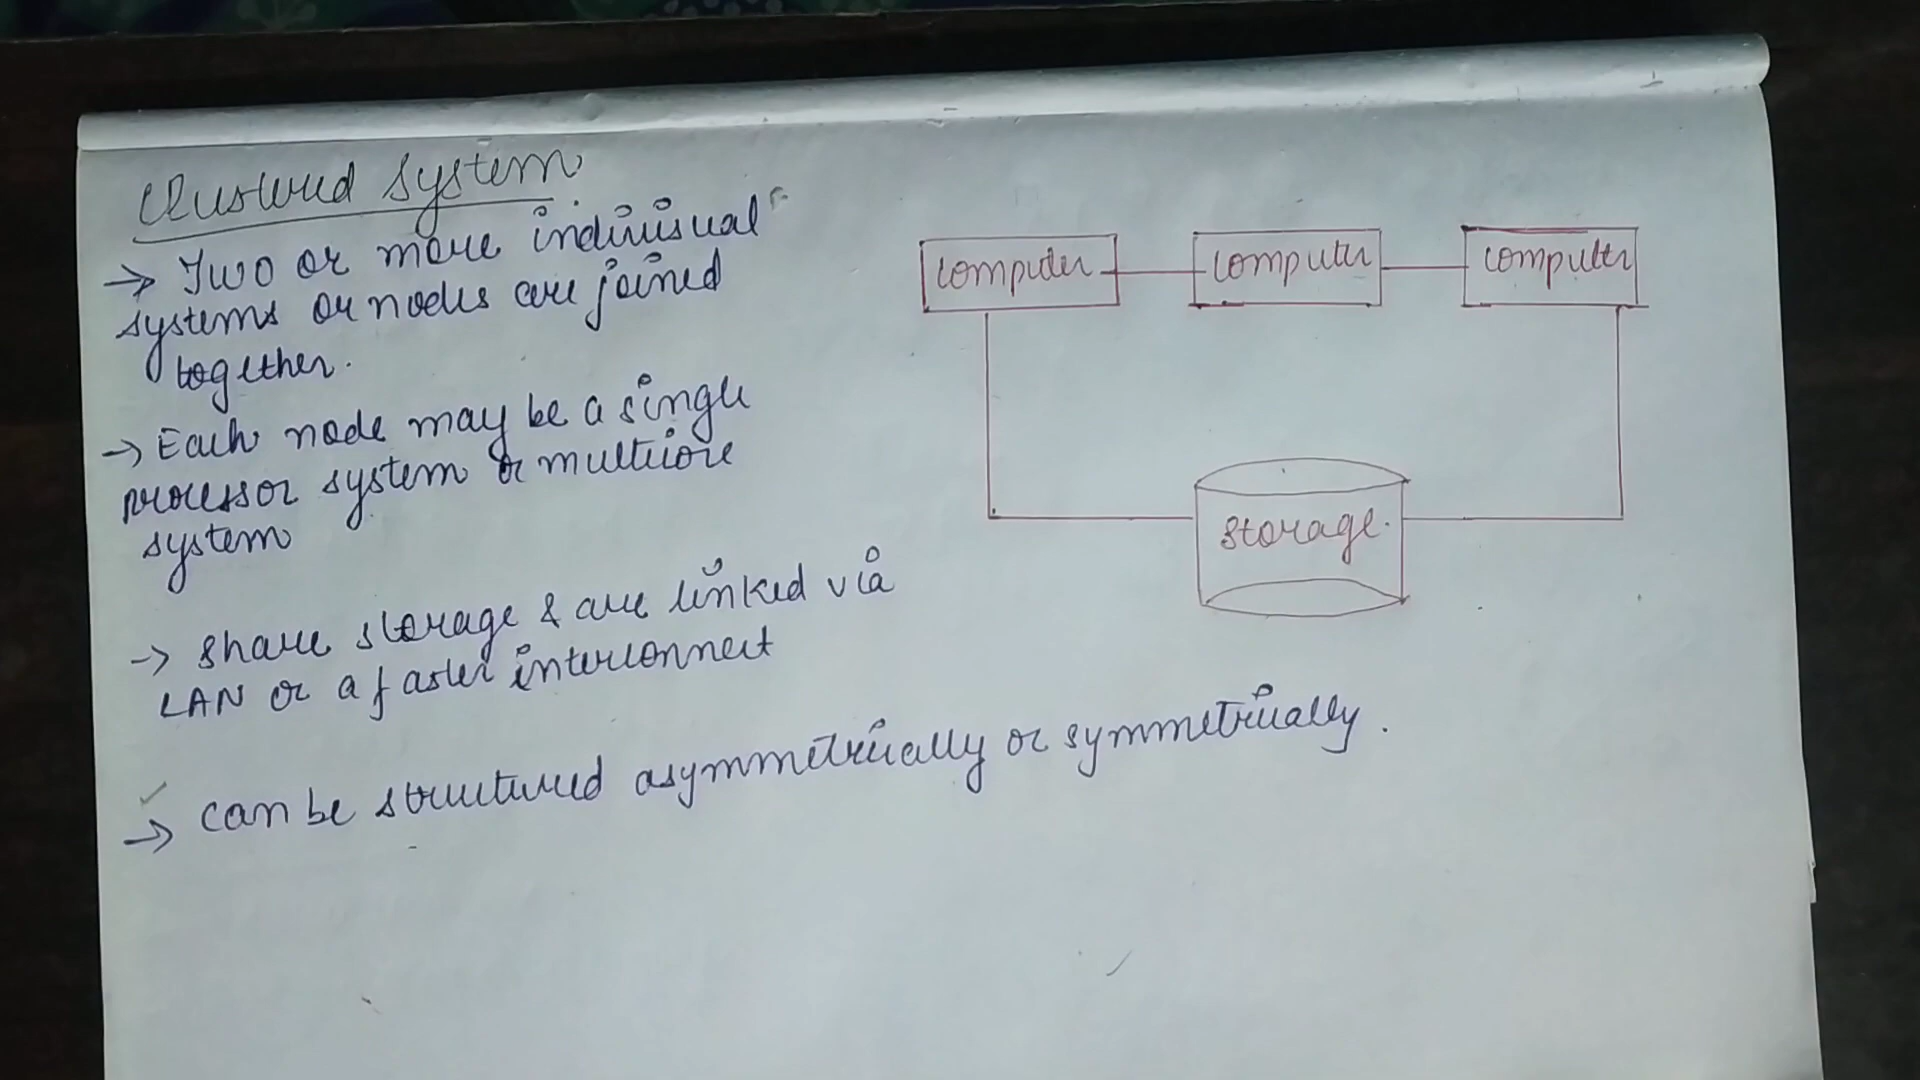 Clustered System
→ Two or more indiviusual
systems or nodes are joined
together.
→ Each node may be a single
processor system or multicore
system
→ share storage & are linked via
LAN or a faster interconnect
→ can be structured asymmetrically or symmetrically.
computer computer computer
storage.